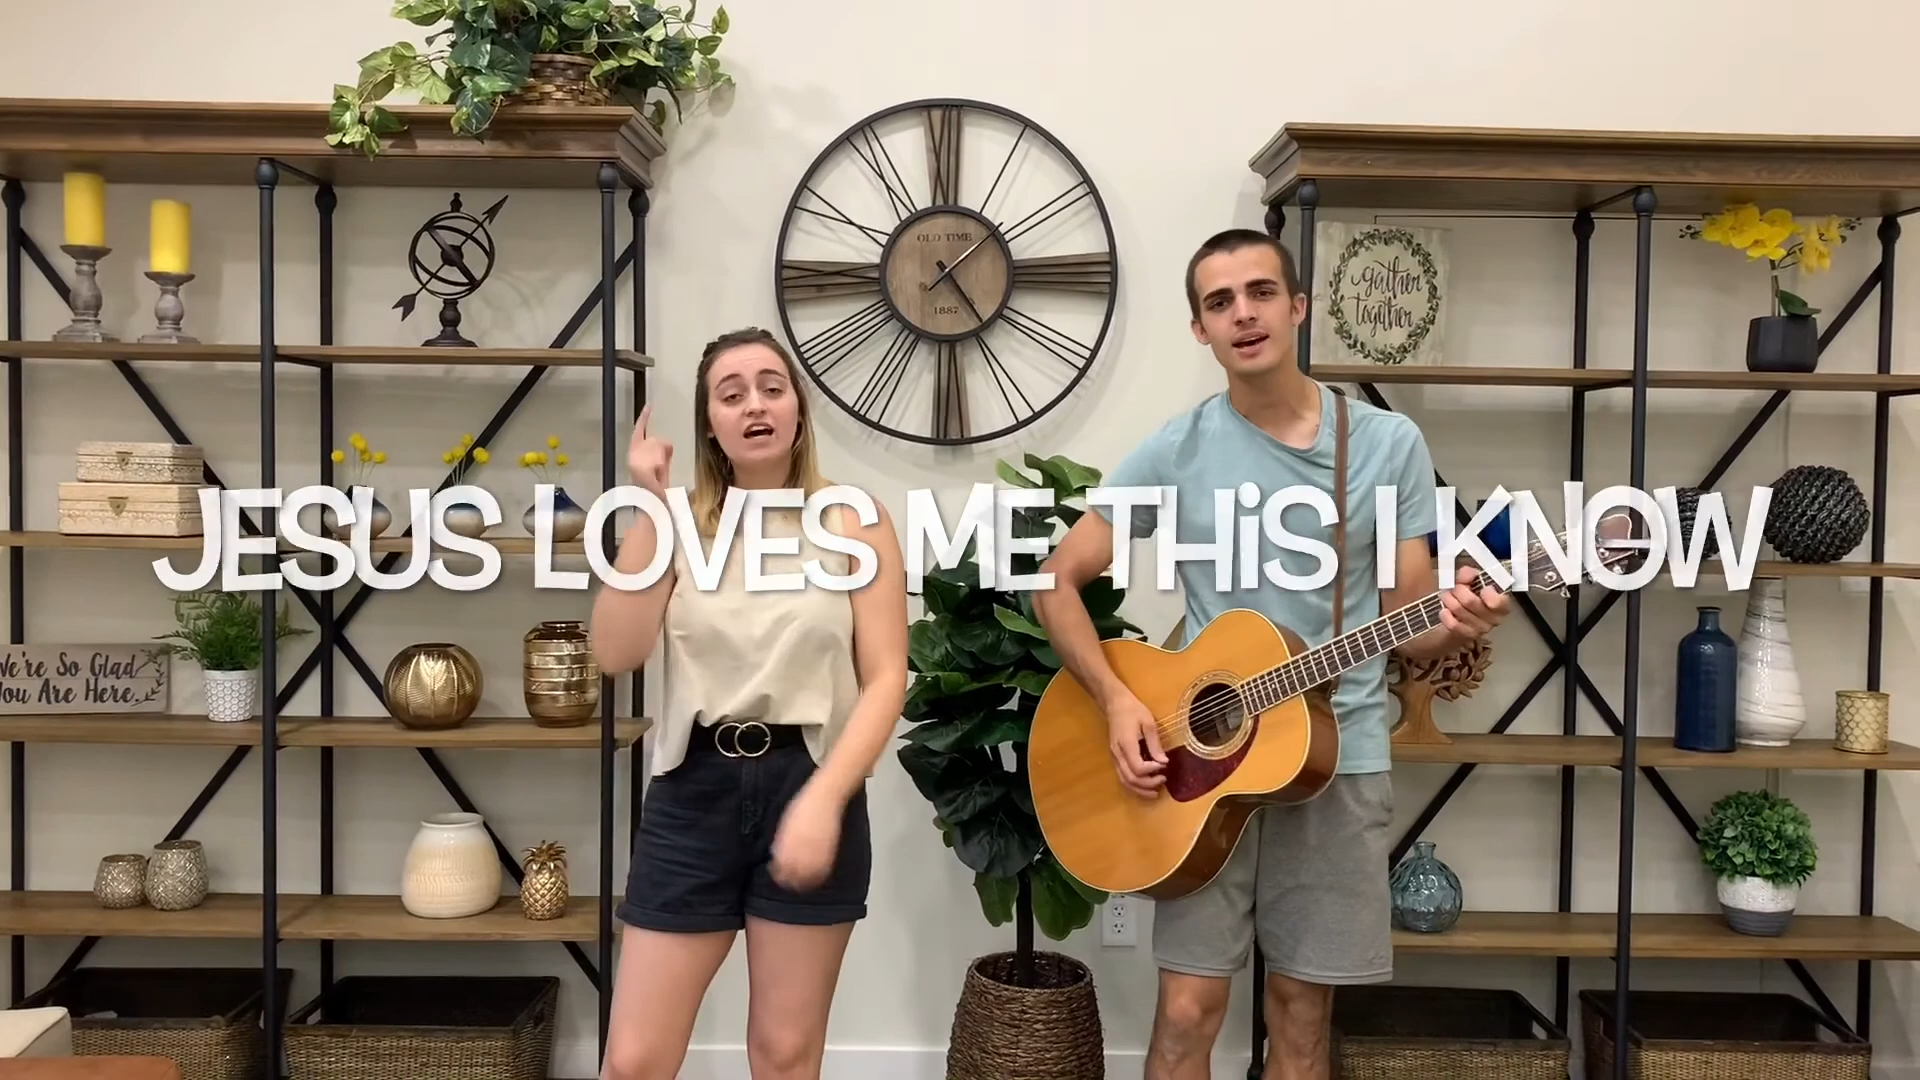 OLD TIME
1887
gather
together
JESUS LOVES ME THiS I KNOW
We're So Glad
You Are Here.